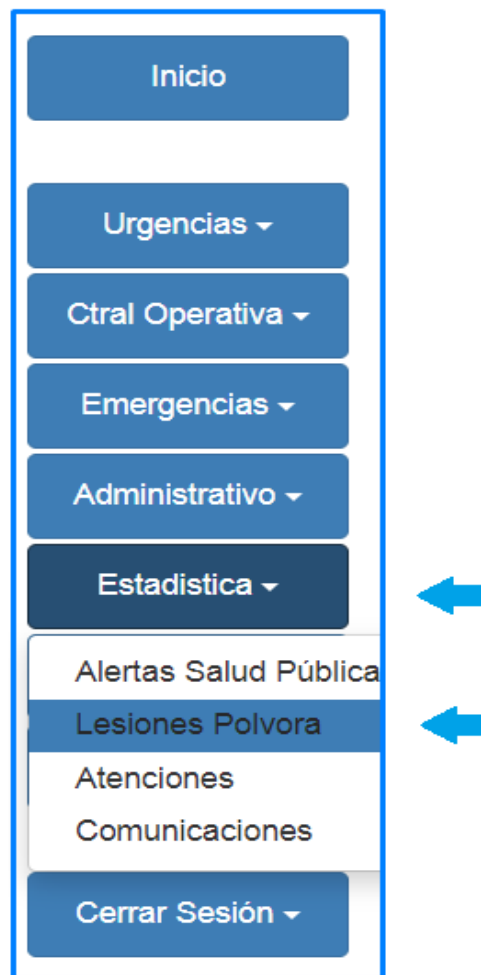 Inicio
Urgencias
Ctral Operativa
Emergencias
Administrativo
Estadistica
Alertas Salud Pública
Lesiones Polvora
Atenciones
Comunicaciones
Cerrar Sesión